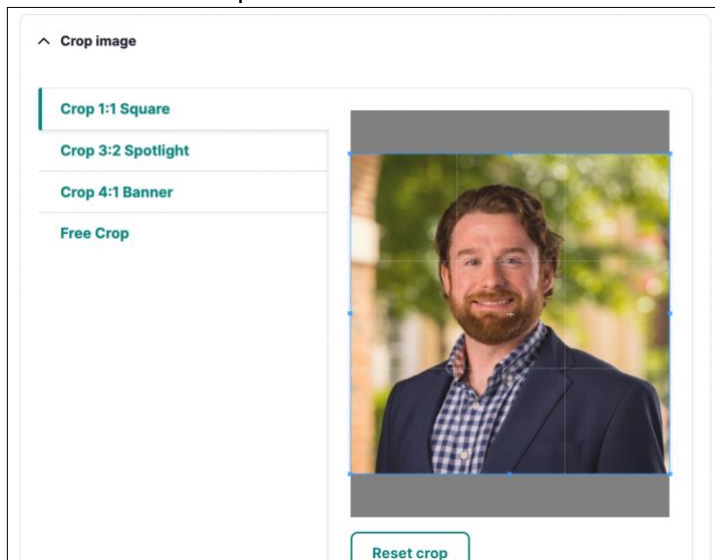 Crop image
Crop 1:1 Square
Crop 3:2 Spotlight
Crop 4:1 Banner
Free Crop
Reset crop